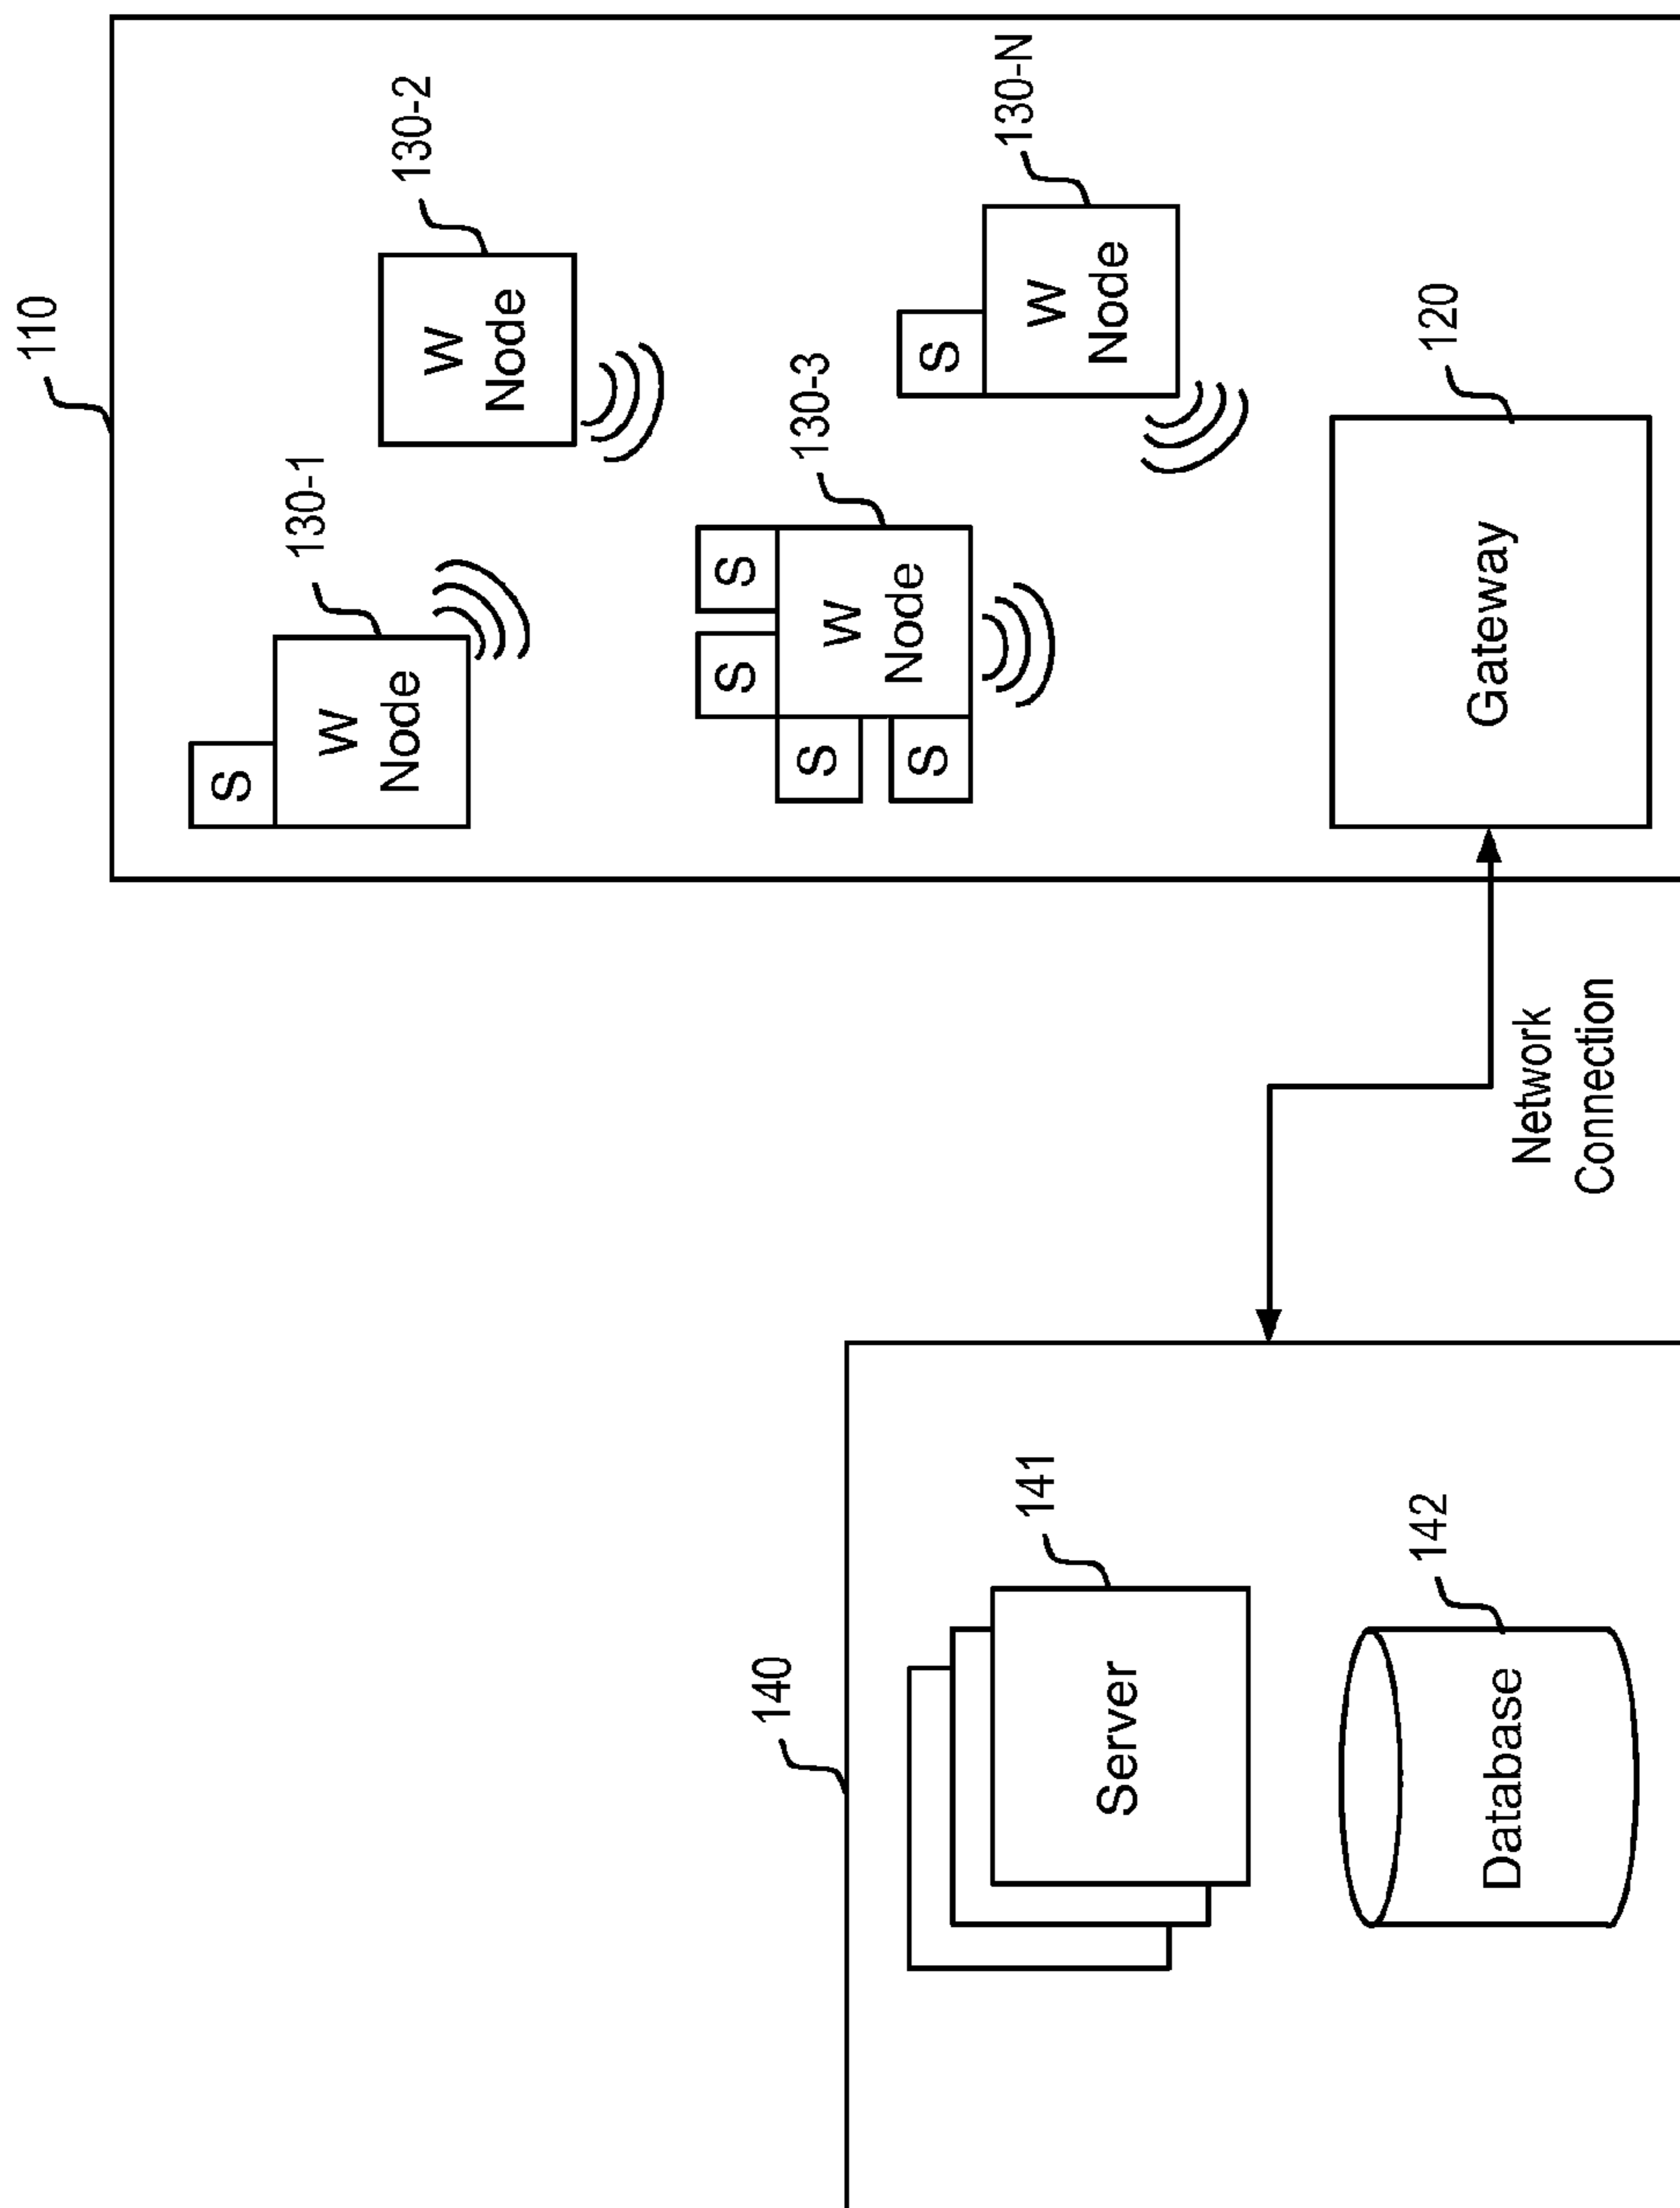 110
130-1
S
W
Node
130-2
W
Node
130-3
S
S
S
S
W
Node
130-N
S
W
Node
120
Gateway
Network
Connection
140
141
Server
142
Database